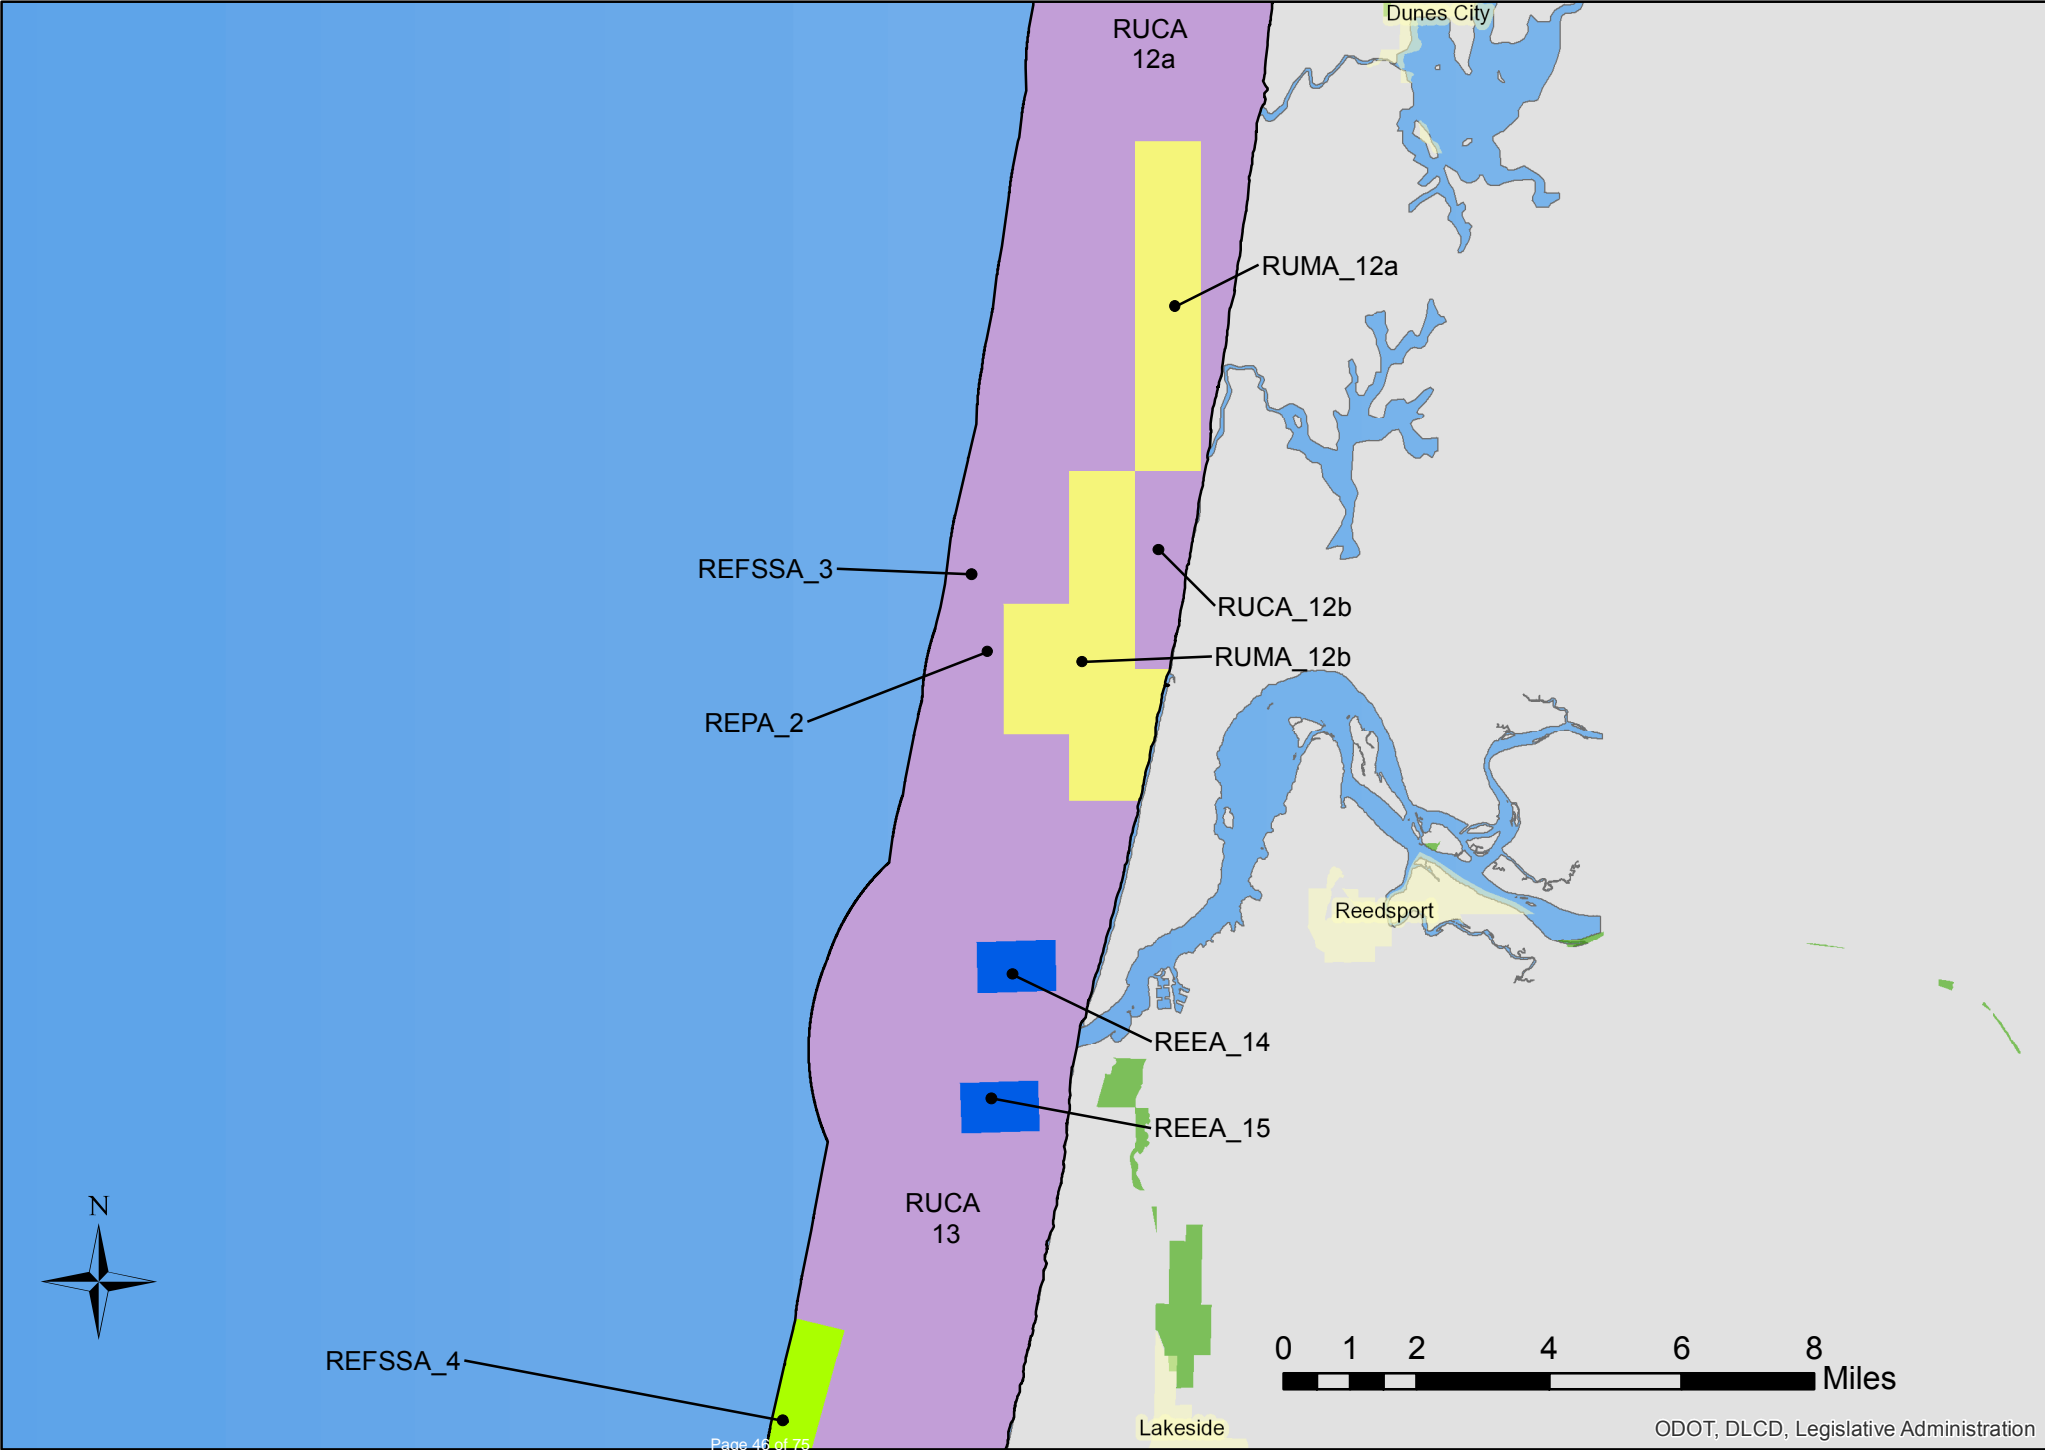 Dunes City
RUCA
12a
RUMA_12a
REFSSA_3
RUCA_12b
RUMA_12b
REPA_2
Reedsport
REEA_14
REEA_15
RUCA
13
N
REFSSA_4
0 1 2 4 6 8
Miles
Lakeside
ODOT, DLCD, Legislative Administration
Page 46 of 75